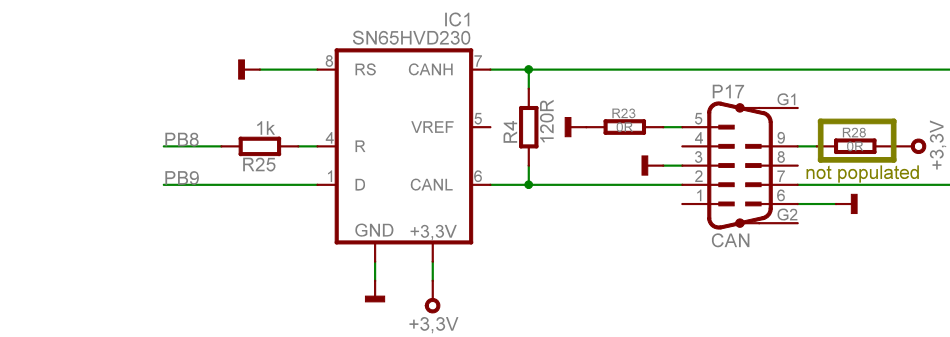 IC1
SN65HVD230
8
RS
CANH
7
P17
G1
1k
R4
120R
R23
0R
5
VREF
5
+3,3V
PB8
4
R
4
9
R28
0R
R25
3
8
not populated
PB9
1
D
CANL
6
2
7
1
6
GND
+3,3V
G2
CAN
+3,3V